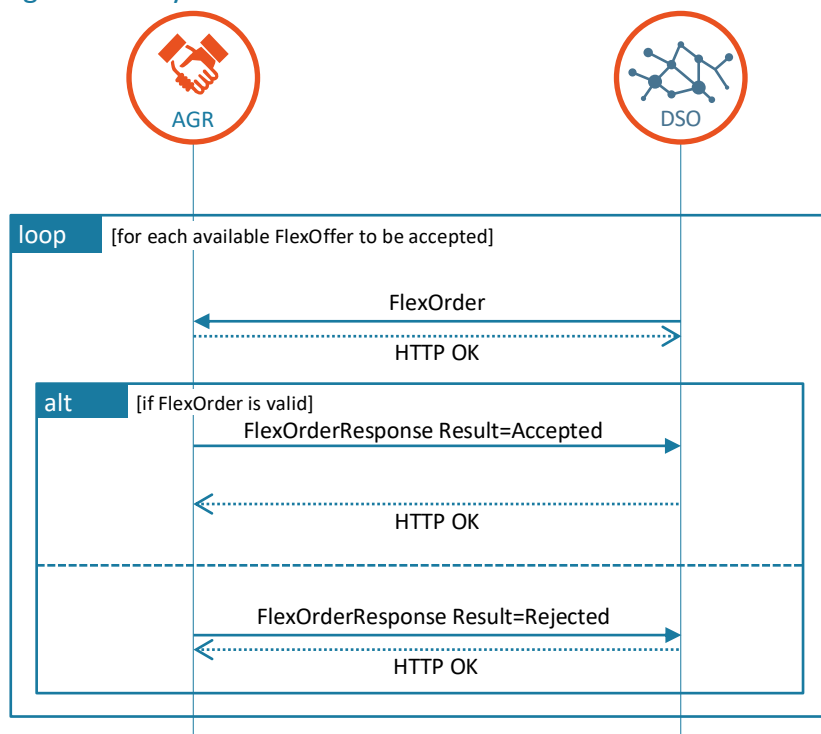 AGR
DSO
loop [for each available FlexOffer to be accepted]
FlexOrder
HTTP OK
alt [if FlexOrder is valid]
FlexOrderResponse Result=Accepted
HTTP OK
FlexOrderResponse Result=Rejected
HTTP OK